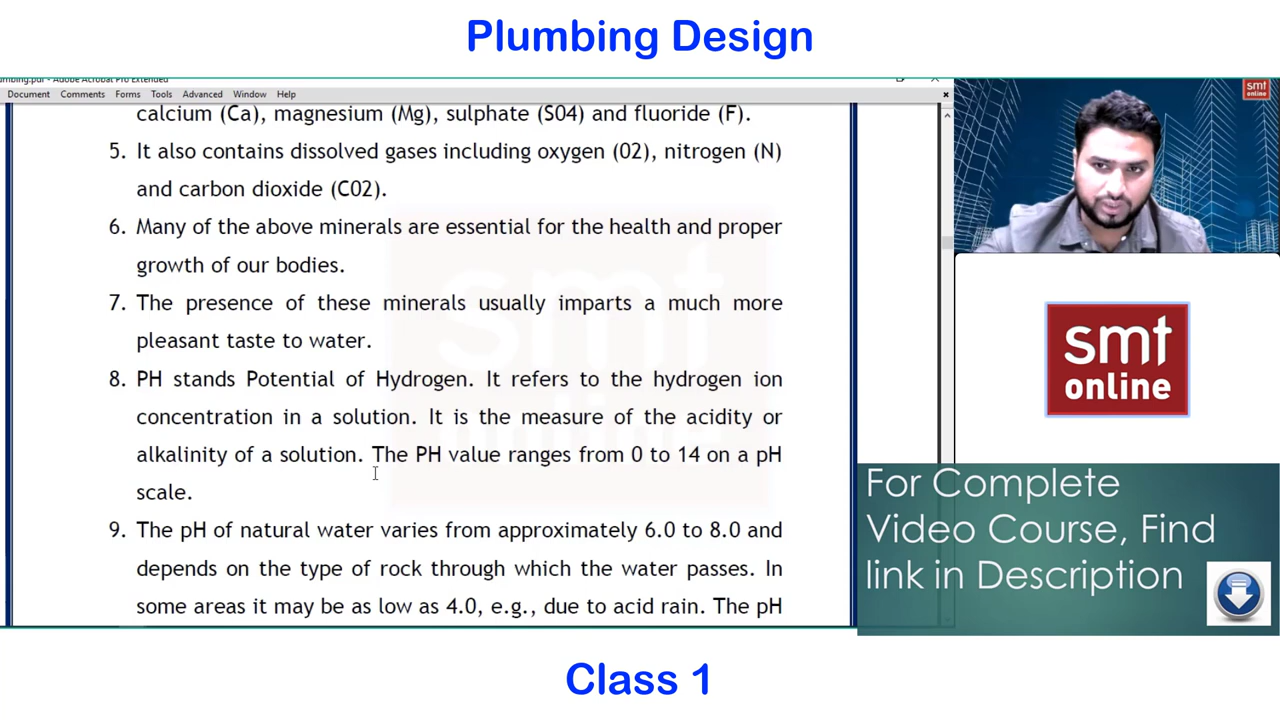 Plumbing Design
umbing.pdf - Adobe Acrobat Pro Extended
Document Comments Forms Tools Advanced Window Help
calcium (Ca), magnesium (Mg), sulphate (S04) and fluoride (F).
5. It also contains dissolved gases including oxygen (02), nitrogen (N)
and carbon dioxide (C02).
6. Many of the above minerals are essential for the health and proper
growth of our bodies.
7. The presence of these minerals usually imparts a much more
pleasant taste to water.
8. PH stands Potential of Hydrogen. It refers to the hydrogen ion
concentration in a solution. It is the measure of the acidity or
alkalinity of a solution. The PH value ranges from 0 to 14 on a pH
scale.
9. The pH of natural water varies from approximately 6.0 to 8.0 and
depends on the type of rock through which the water passes. In
some areas it may be as low as 4.0, e.g., due to acid rain. The pH
smt
online
smt
online
smt
online
For Complete
Video Course, Find
link in Description
Class 1